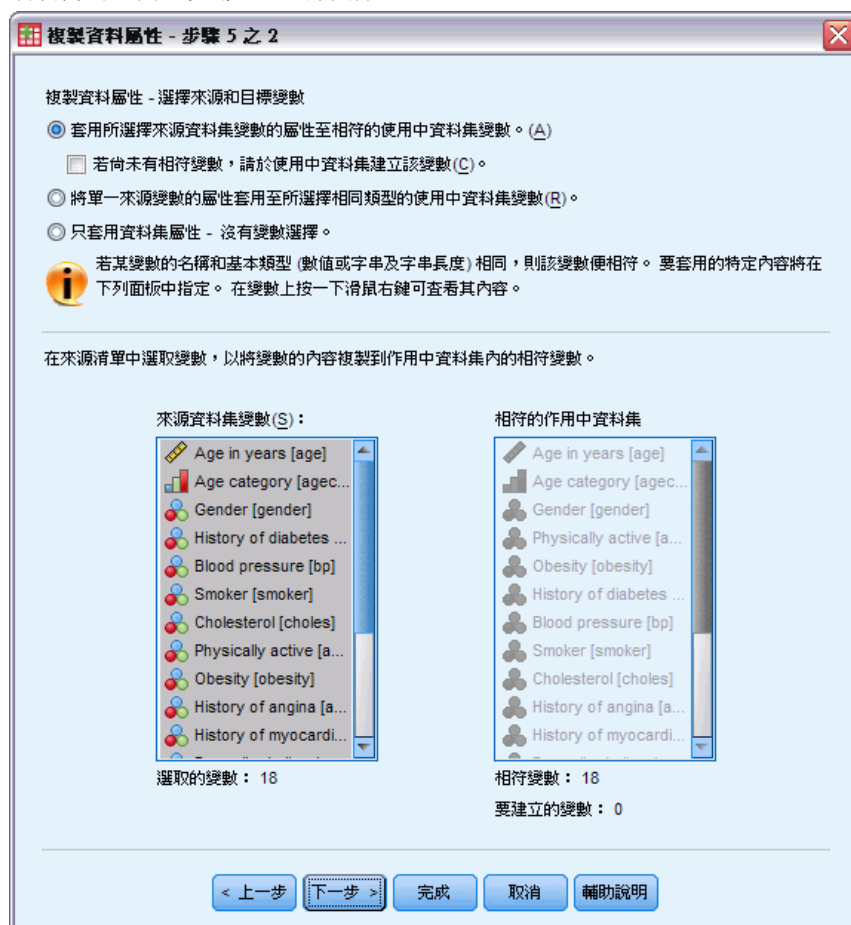 複製資料屬性 - 步驟 5 之 2
複製資料屬性 - 選擇來源和目標變數
套用所選擇來源資料集變數的屬性至相符的使用中資料集變數。(A)
若尚未有相符變數，請於使用中資料集建立該變數(C)。
將單一來源變數的屬性套用至所選擇相同類型的使用中資料集變數(R)。
只套用資料集屬性 - 沒有變數選擇。
若某變數的名稱和基本類型 (數值或字串及字串長度) 相同，則該變數便相符。 要套用的特定內容將在
下列面板中指定。 在變數上按一下滑鼠右鍵可查看其內容。
在來源清單中選取變數，以將變數的內容複製到作用中資料集內的相符變數。
來源資料集變數(S)：
Age in years [age]
Age category [agec...
Gender [gender]
History of diabetes ...
Blood pressure [bp]
Smoker [smoker]
Cholesterol [choles]
Physically active [a...
Obesity [obesity]
History of angina [a...
History of myocardi...
選取的變數： 18
相符的作用中資料集
Age in years [age]
Age category [agec...
Gender [gender]
Physically active [a...
Obesity [obesity]
History of diabetes ...
Blood pressure [bp]
Smoker [smoker]
Cholesterol [choles]
History of angina [a...
History of myocardi...
相符變數： 18
要建立的變數： 0
< 上一步 下一步 > 完成 取消 輔助說明